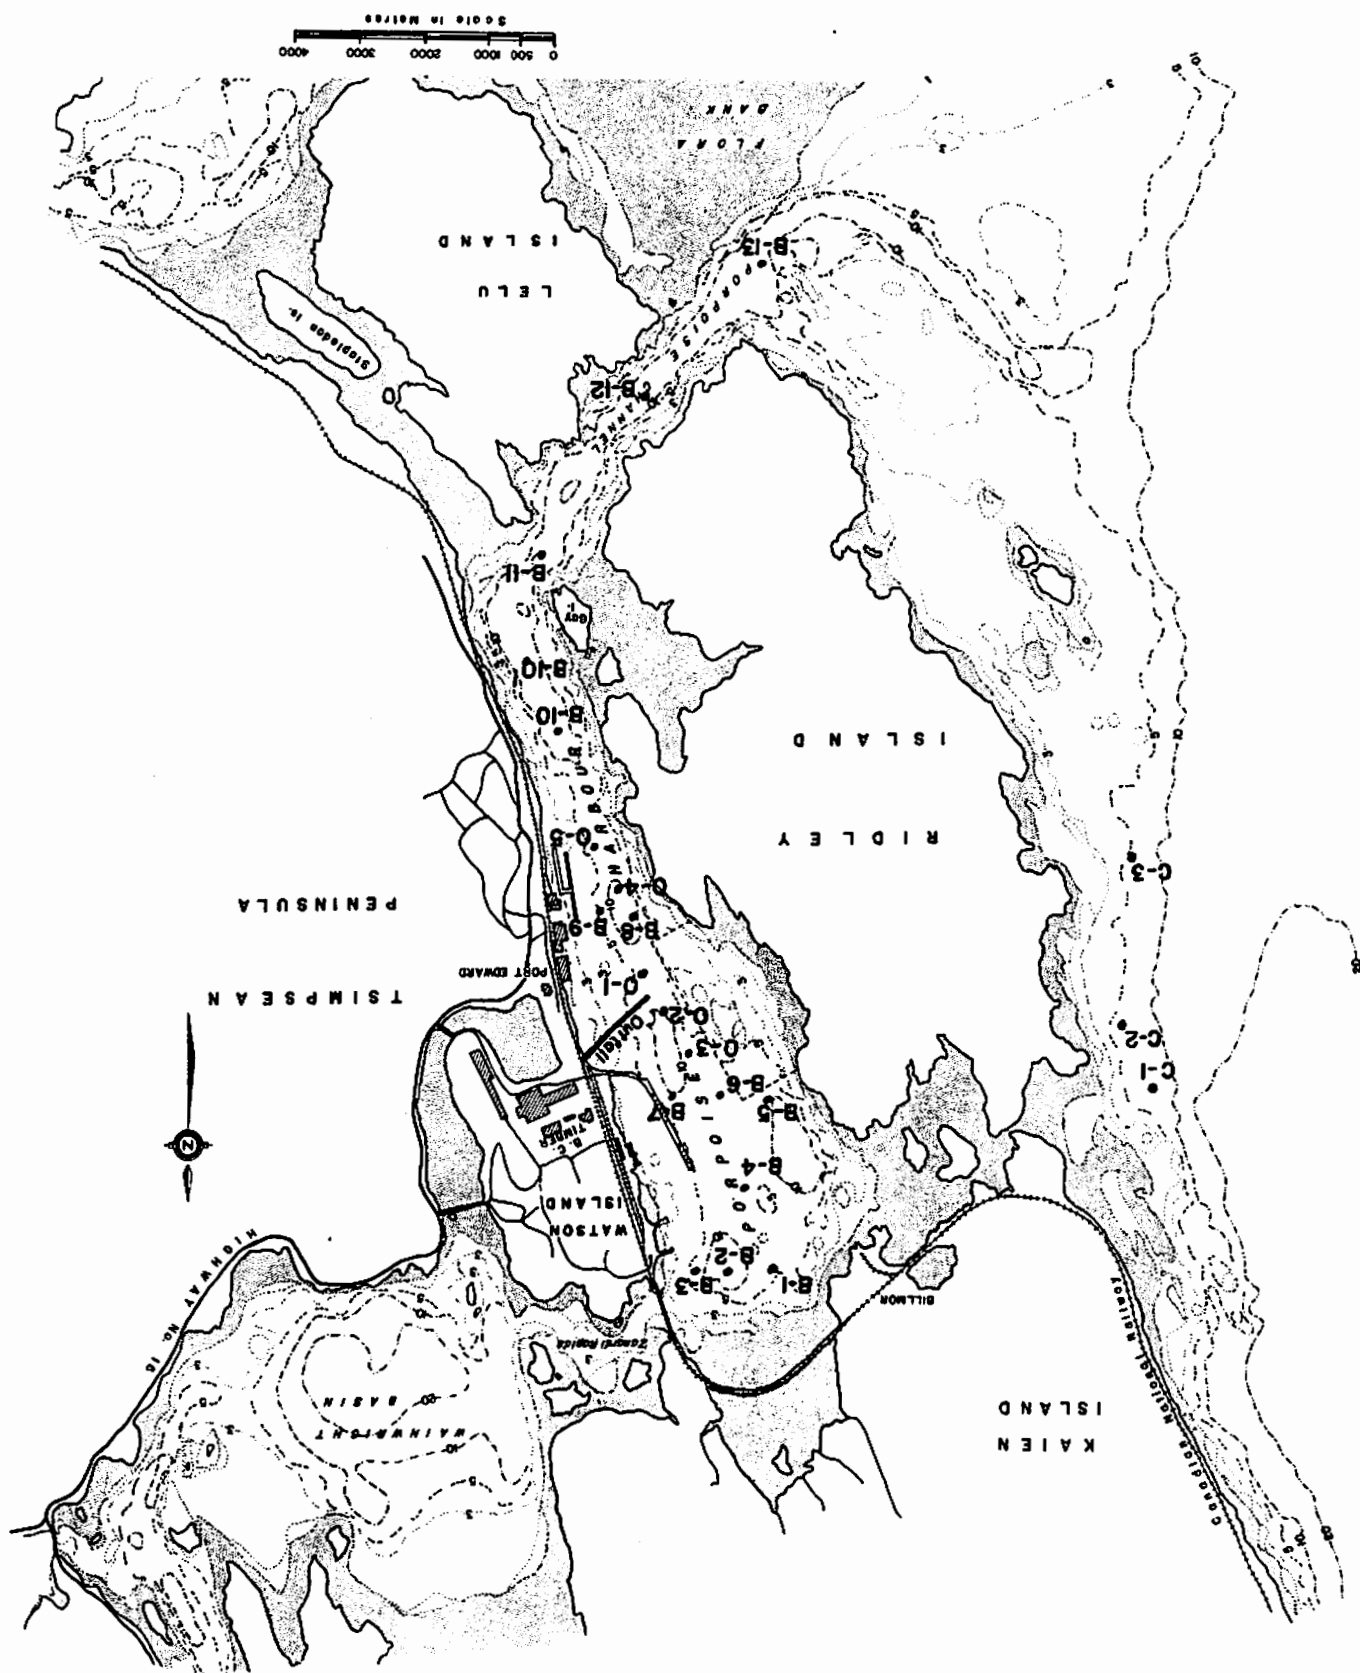 KAIEN
ISLAND
Canadian National Railway
WAINWRIGHT
BASIN
HIGHWAY No. 16
Zanardi Rapids
BILLMOR
B-1
B-2
B-3
WATSON
ISLAND
B-4
B.C.
TIMBER
N
B-5
B-6
B-7
C-1
C-2
O-3
O-2
Outfall
O-1
PORT EDWARD
TSIMPSEAN
PENINSULA
B-8
B-9
O-4
O-5
C-3
PORPOISE HARBOUR
RIDLEY
ISLAND
B-10
B-10
Gay
I.
B-11
B-12
PORPOISE CHANNEL
B-13
Stapledon Is.
LELU
ISLAND
FLORA
BANK
0 500 1000 2000 3000 4000
Scale in Metres